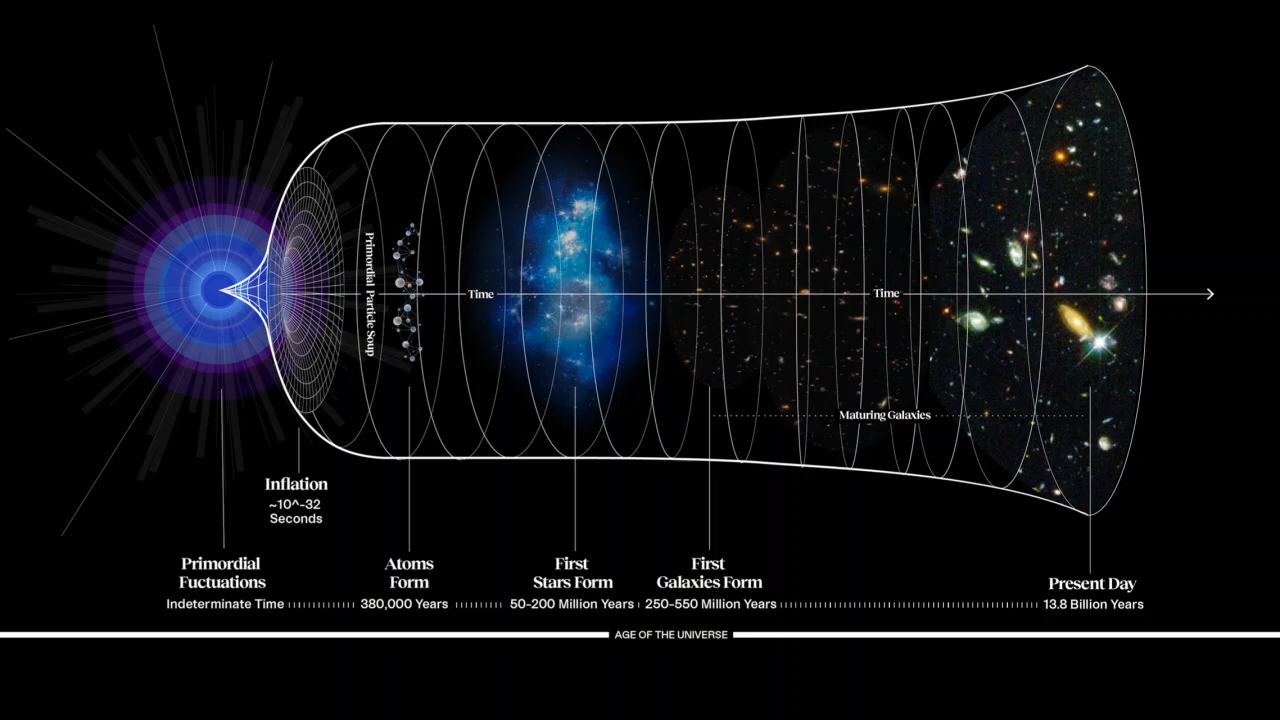 Primordial Particle Soup
Time
Time
Maturing Galaxies
Inflation
~10^-32
Seconds
Primordial
Fuctuations
Indeterminate Time
Atoms
Form
380,000 Years
First
Stars Form
50-200 Million Years
First
Galaxies Form
250-550 Million Years
Present Day
13.8 Billion Years
AGE OF THE UNIVERSE